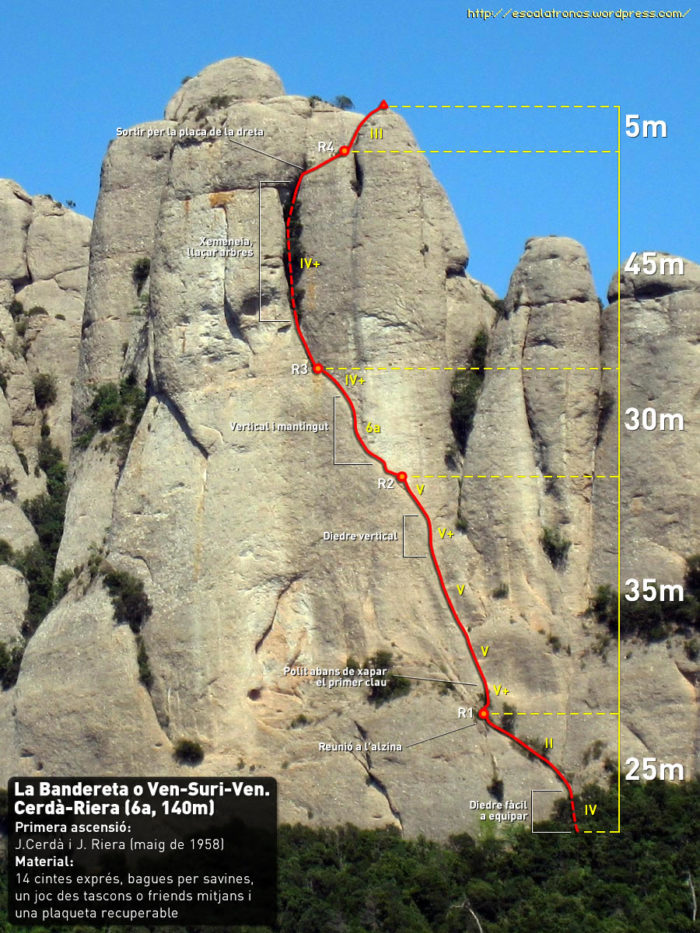 http://escalatroncs.wordpress.com/
5m
III
Sortir per la placa de la dreta
R4
Xemeneia,
llaçar arbres
IV+
45m
R3
IV+
30m
Vertical i mantingut
6a
R2
V
Diedre vertical
V+
V
35m
V
Polit abans de xapar
el primer clau
V+
R1
Reunió a l'alzina
II
25m
Diedre fàcil
a equipar
IV
La Bandereta o Ven-Suri-Ven.
Cerdà-Riera (6a, 140m)
Primera ascensió:
J.Cerdà i J. Riera (maig de 1958)
Material:
14 cintes exprés, bagues per savines,
un joc des tascons o friends mitjans i
una plaqueta recuperable